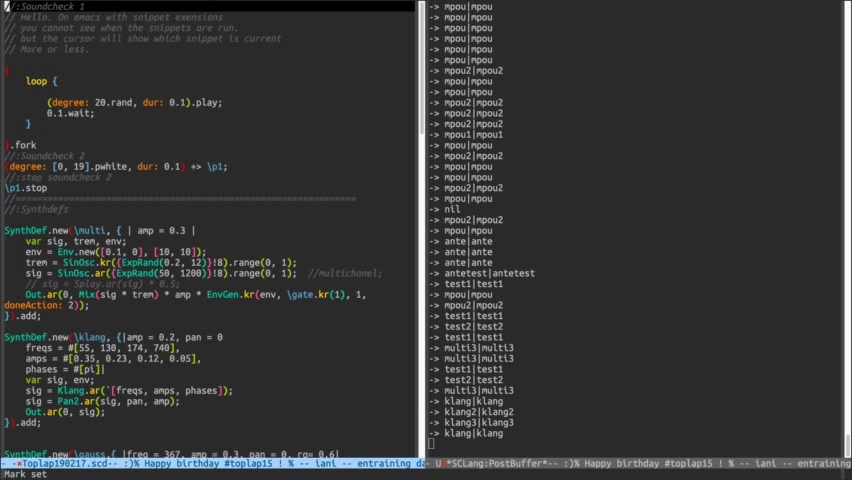 //:Soundcheck 1
// Hello. On emacs with snippet exensions
// you cannot see when the snippets are run.
// but the cursor will show which snippet is current
// More or less.
{
loop {
(degree: 20.rand, dur: 0.1).play;
0.1.wait;
}
}.fork
//:Soundcheck 2
(degree: [0, 19].pwhite, dur: 0.1) +> \p1;
//:stop soundcheck 2
\p1.stop
//:Synthdefs
SynthDef.new(\multi, { | amp = 0.3 |
var sig, trem, env;
env = Env.new([0.1, 0], [10, 10]);
trem = SinOsc.kr({ExpRand(0.2, 12)}!8).range(0, 1);
sig = SinOsc.ar({ExpRand(50, 1200)}!8).range(0, 1);  //multichanel;
// sig = Splay.ar(sig) * 0.5;
Out.ar(0, Mix(sig * trem) * amp * EnvGen.kr(env, \gate.kr(1), 1,
doneAction: 2));
}).add;
SynthDef.new(\klang, {|amp = 0.2, pan = 0
freqs = #[55, 130, 174, 740],
amps = #[0.35, 0.23, 0.12, 0.05],
phases = #[pi]|
var sig, env;
sig = Klang.ar(`[freqs, amps, phases]);
sig = Pan2.ar(sig, pan, amp);
Out.ar(0, sig);
}).add;
SynthDef.new(\gauss, { |freq = 367, amp = 0.3, pan = 0, rq= 0.6|
- -*Toplap190217.scd-- :)% Happy birthday #toplap15 ! % -- iani -- entraining da
Mark set
-> mpou|mpou
-> mpou|mpou
-> mpou|mpou
-> mpou|mpou
-> mpou|mpou
-> mpou|mpou
-> mpou2|mpou2
-> mpou|mpou
-> mpou|mpou
-> mpou2|mpou2
-> mpou2|mpou2
-> mpou2|mpou2
-> mpou1|mpou1
-> mpou|mpou
-> mpou2|mpou2
-> mpou|mpou
-> mpou|mpou
-> mpou2|mpou2
-> mpou|mpou
-> nil
-> mpou2|mpou2
-> mpou|mpou
-> ante|ante
-> ante|ante
-> ante|ante
-> antetest|antetest
-> test1|test1
-> mpou|mpou
-> mpou2|mpou2
-> test1|test1
-> test2|test2
-> test1|test1
-> multi3|multi3
-> multi3|multi3
-> test1|test1
-> test2|test2
-> multi3|multi3
-> klang|klang
-> klang2|klang2
-> klang3|klang3
-> klang|klang
- U:*SCLang:PostBuffer*-- :)% Happy birthday #toplap15 ! % -- iani -- entraining